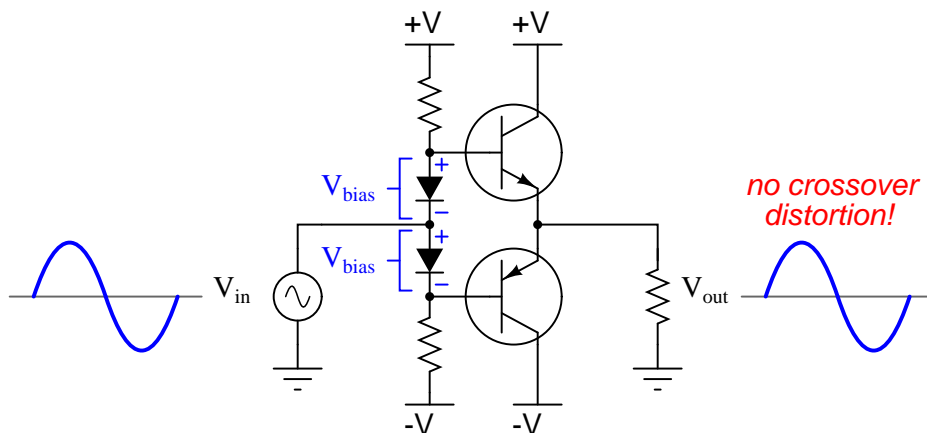 +V
+V
+
V_bias
−
no crossover
distortion!
+
V_bias
−
V_in
V_out
-V
-V